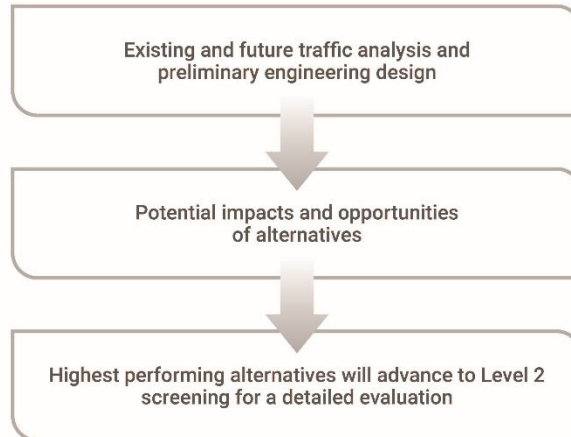 Existing and future traffic analysis and
preliminary engineering design
Potential impacts and opportunities
of alternatives
Highest performing alternatives will advance to Level 2
screening for a detailed evaluation